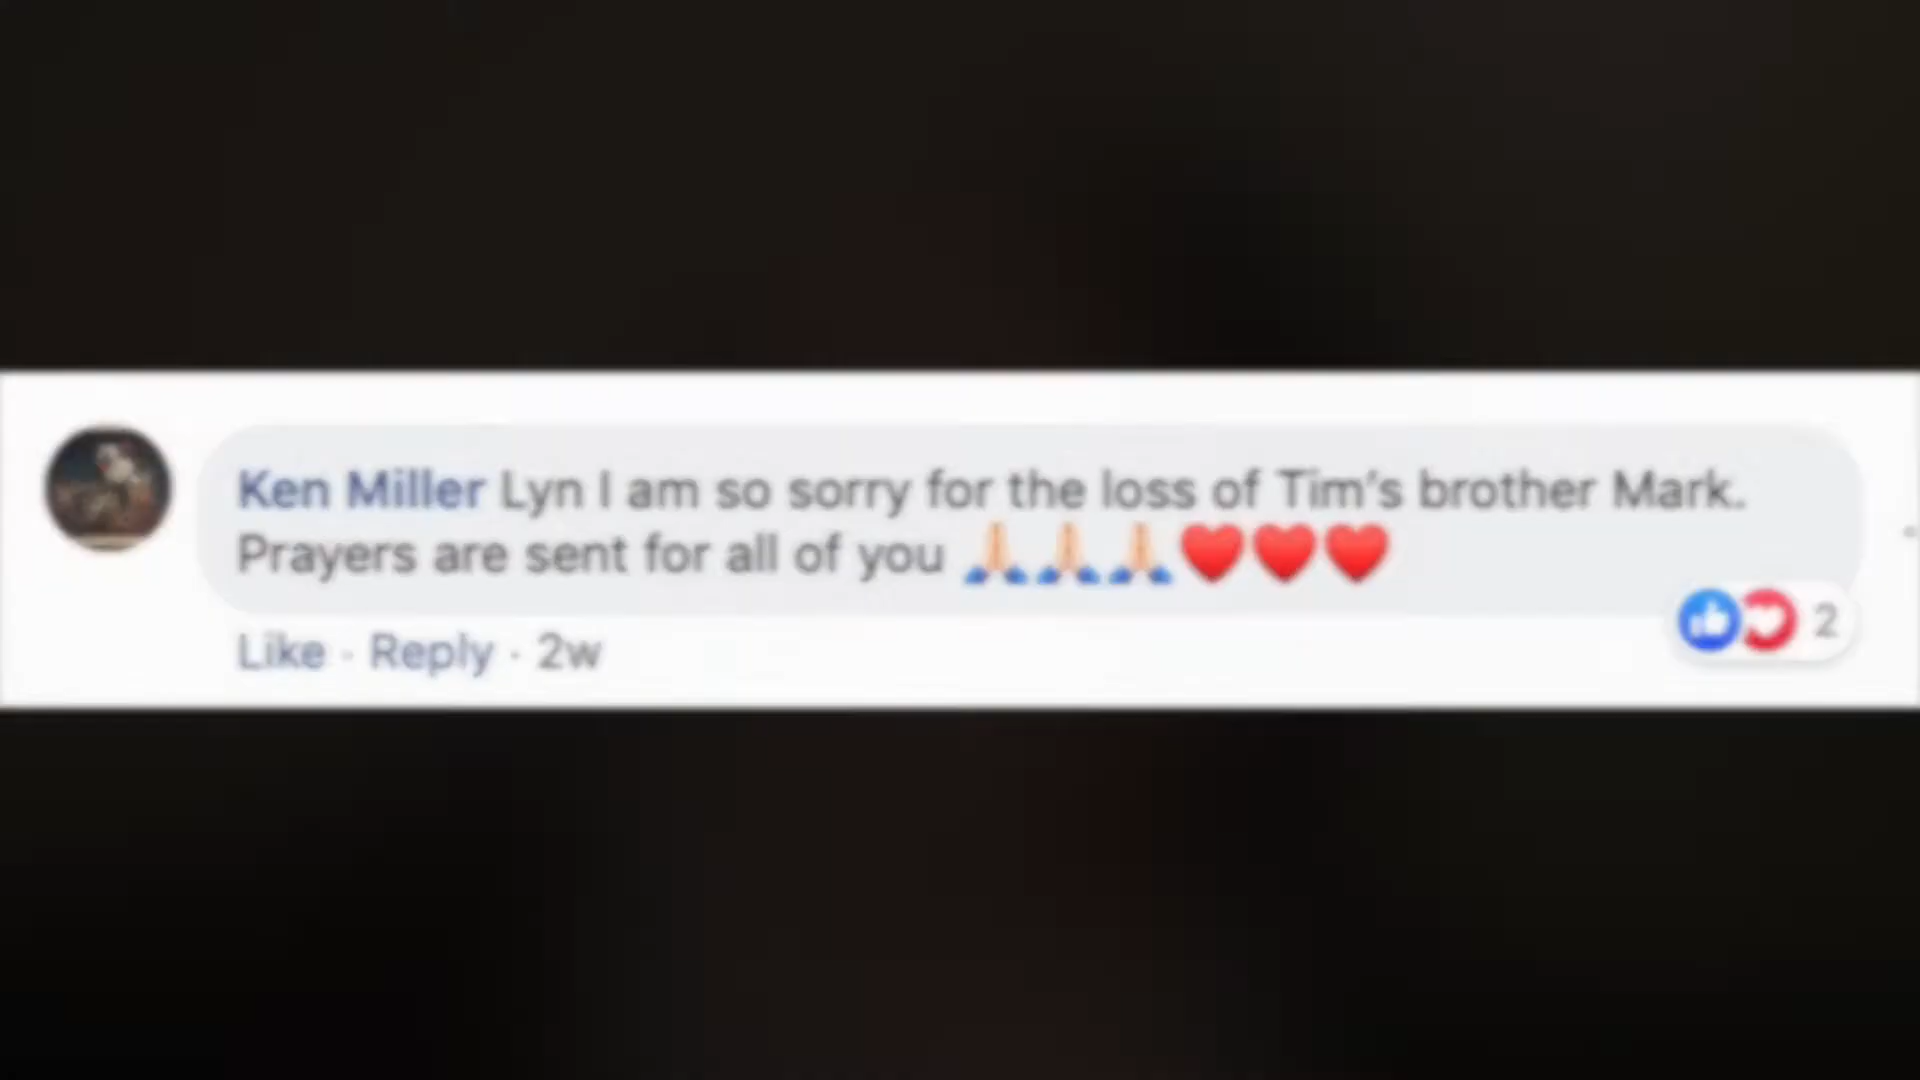 Ken Miller Lyn I am so sorry for the loss of Tim's brother Mark.
Prayers are sent for all of you 🙏🏻🙏🏻🙏🏻❤️❤️❤️
Like · Reply · 2w
2